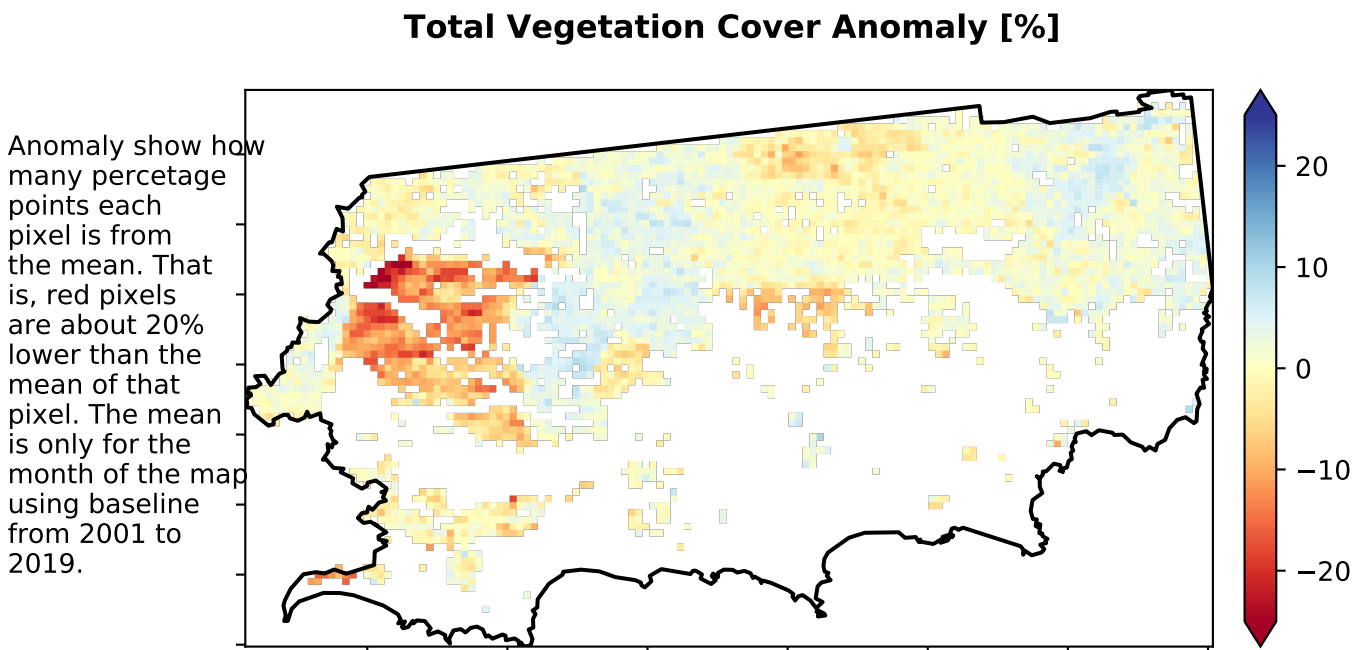 Total Vegetation Cover Anomaly [%]
Anomaly show how
many percetage
points each
pixel is from
the mean. That
is, red pixels
are about 20%
lower than the
mean of that
pixel. The mean
is only for the
month of the map
using baseline
from 2001 to
2019.
20
10
0
−10
−20